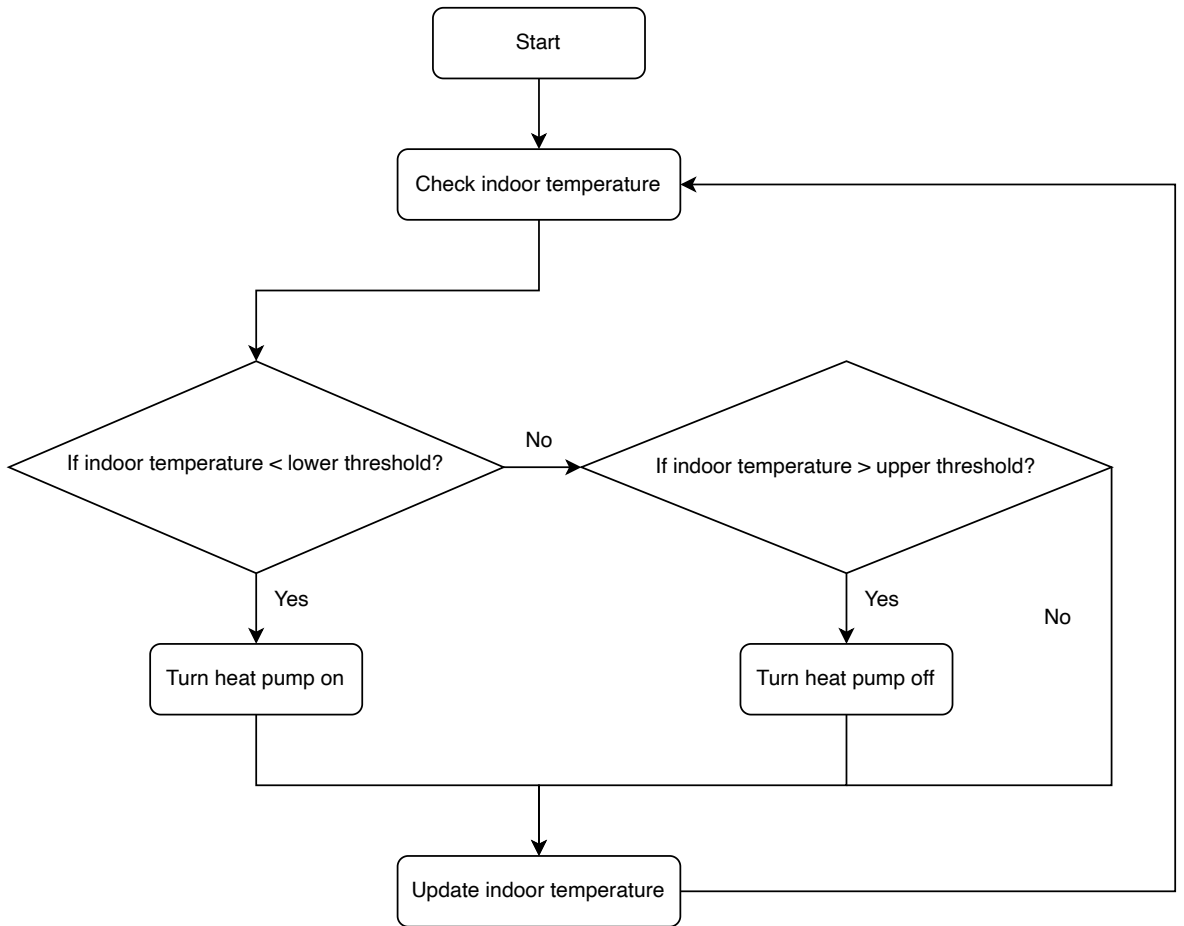 Start
Check indoor temperature
If indoor temperature < lower threshold?
No
If indoor temperature > upper threshold?
Yes
Yes
No
Turn heat pump on
Turn heat pump off
Update indoor temperature